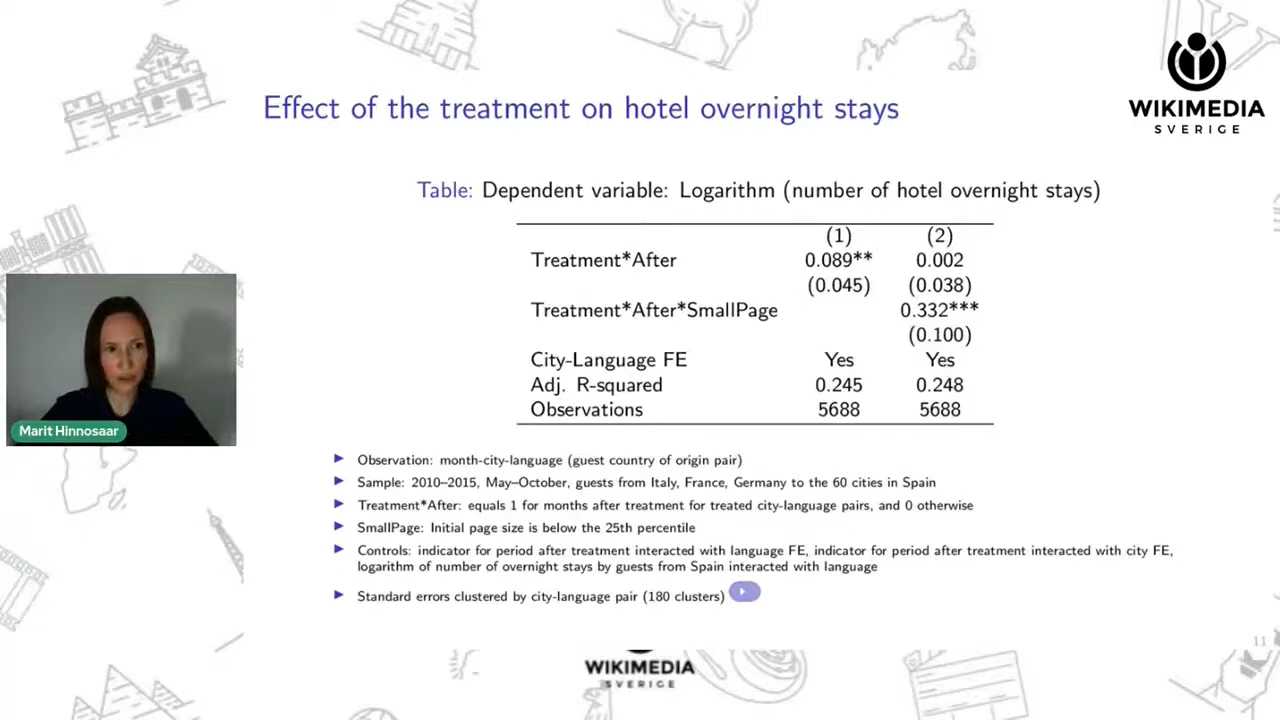 WIKIMEDIA
SVERIGE
Effect of the treatment on hotel overnight stays
Table: Dependent variable: Logarithm (number of hotel overnight stays)
(1) (2)
Treatment*After 0.089** 0.002
(0.045) (0.038)
Treatment*After*SmallPage 0.332***
(0.100)
City-Language FE Yes Yes
Adj. R-squared 0.245 0.248
Observations 5688 5688
Marit Hinnosaar
Observation: month-city-language (guest country of origin pair)
Sample: 2010–2015, May–October, guests from Italy, France, Germany to the 60 cities in Spain
Treatment*After: equals 1 for months after treatment for treated city-language pairs, and 0 otherwise
SmallPage: Initial page size is below the 25th percentile
Controls: indicator for period after treatment interacted with language FE, indicator for period after treatment interacted with city FE,
logarithm of number of overnight stays by guests from Spain interacted with language
Standard errors clustered by city-language pair (180 clusters)
11
WIKIMEDIA
SVERIGE